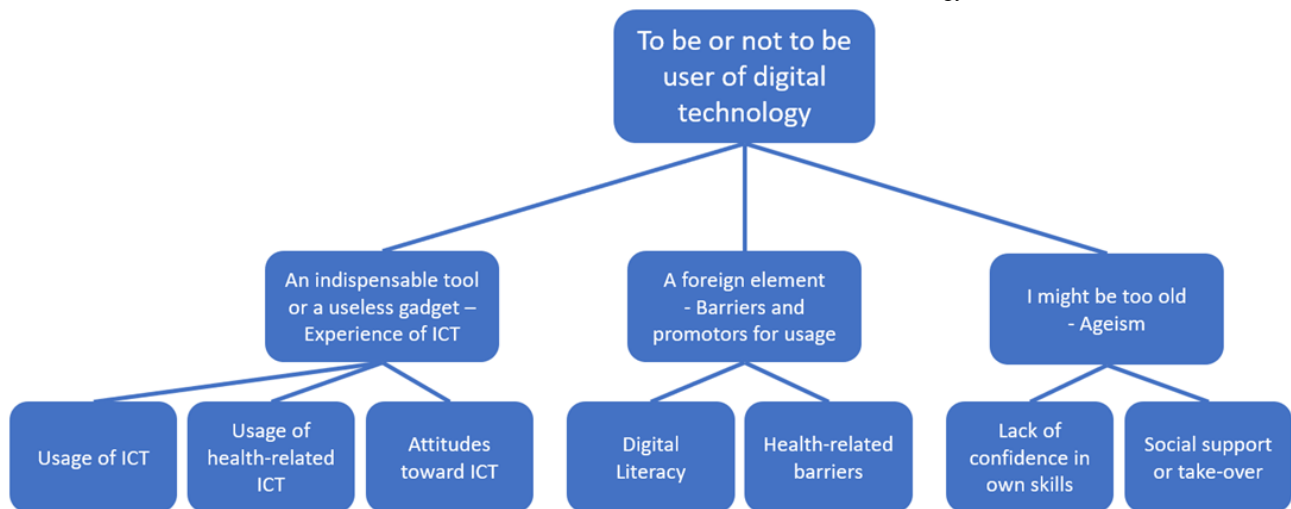 To be or not to be
user of digital
technology
An indispensable tool
or a useless gadget –
Experience of ICT
A foreign element
- Barriers and
promotors for usage
I might be too old
- Ageism
Usage of ICT
Usage of
health-related
ICT
Attitudes
toward ICT
Digital
Literacy
Health-related
barriers
Lack of
confidence in
own skills
Social support
or take-over